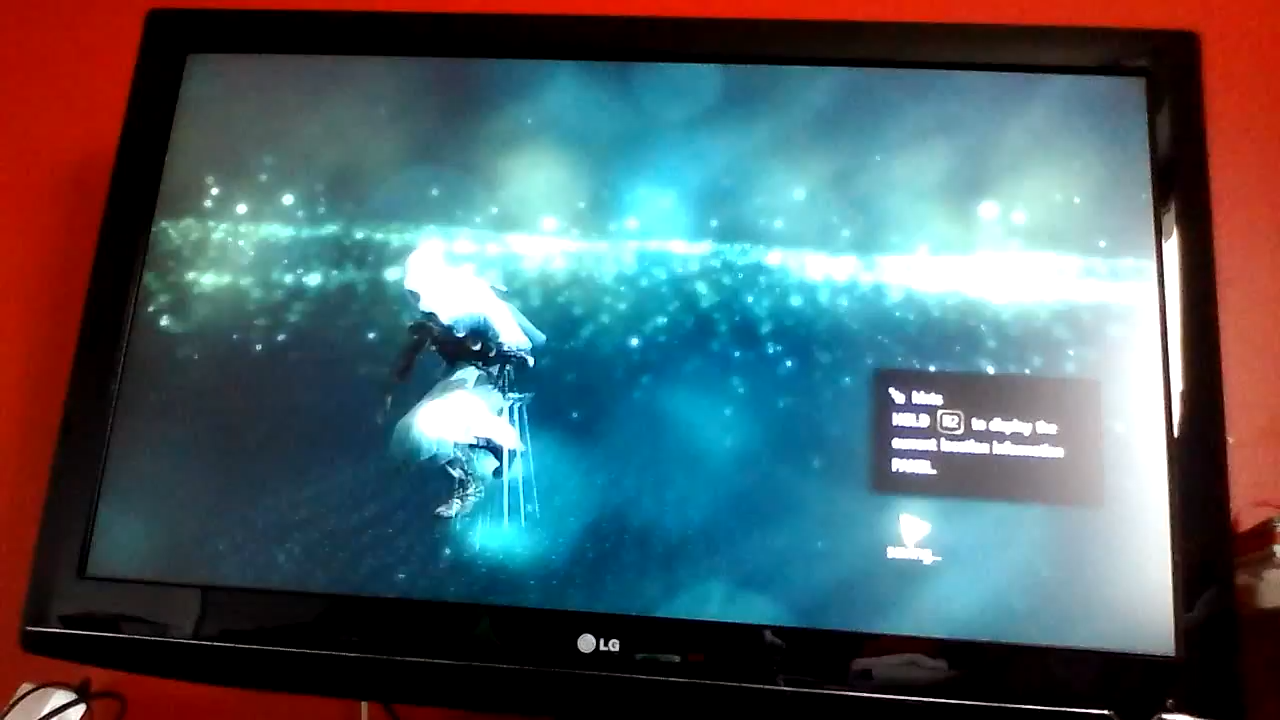 Hints
HOLD R2 to display the
current location information
PANEL.
LG